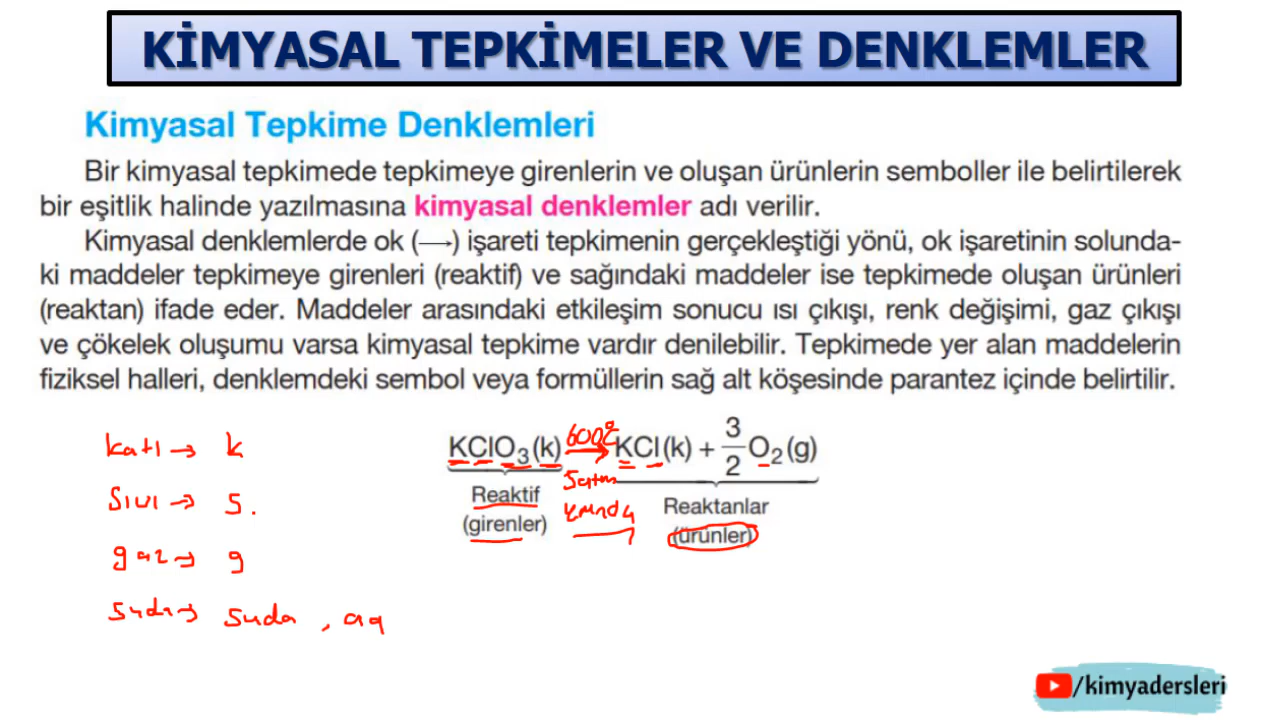 KİMYASAL TEPKİMELER VE DENKLEMLER
Kimyasal Tepkime Denklemleri
Bir kimyasal tepkimede tepkimeye girenlerin ve oluşan ürünlerin semboller ile belirtilerek
bir eşitlik halinde yazılmasına kimyasal denklemler adı verilir.
Kimyasal denklemlerde ok (→) işareti tepkimenin gerçekleştiği yönü, ok işaretinin solunda-
ki maddeler tepkimeye girenleri (reaktif) ve sağındaki maddeler ise tepkimede oluşan ürünleri
(reaktan) ifade eder. Maddeler arasındaki etkileşim sonucu ısı çıkışı, renk değişimi, gaz çıkışı
ve çökelek oluşumu varsa kimyasal tepkime vardır denilebilir. Tepkimede yer alan maddelerin
fiziksel halleri, denklemdeki sembol veya formüllerin sağ alt köşesinde parantez içinde belirtilir.
katı → k
sıvı → s.
gaz → g
suda → suda , aq
KClO₃(k) 600°C → KCl(k) + 3/2 O₂(g)
Reaktif
(girenler)
Reaktanlar
(ürünler)
/kimyadersleri